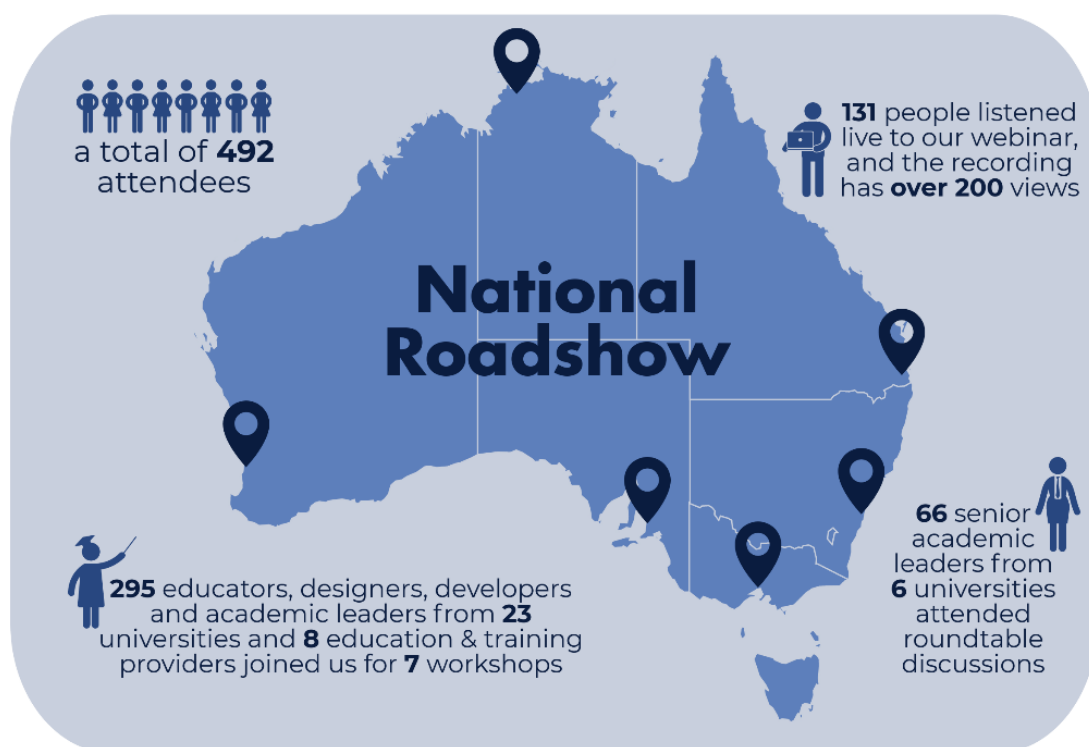 a total of 492
attendees
131 people listened
live to our webinar,
and the recording
has over 200 views
National
Roadshow
295 educators, designers, developers
and academic leaders from 23
universities and 8 education & training
providers joined us for 7 workshops
66 senior
academic
leaders from
6 universities
attended
roundtable
discussions